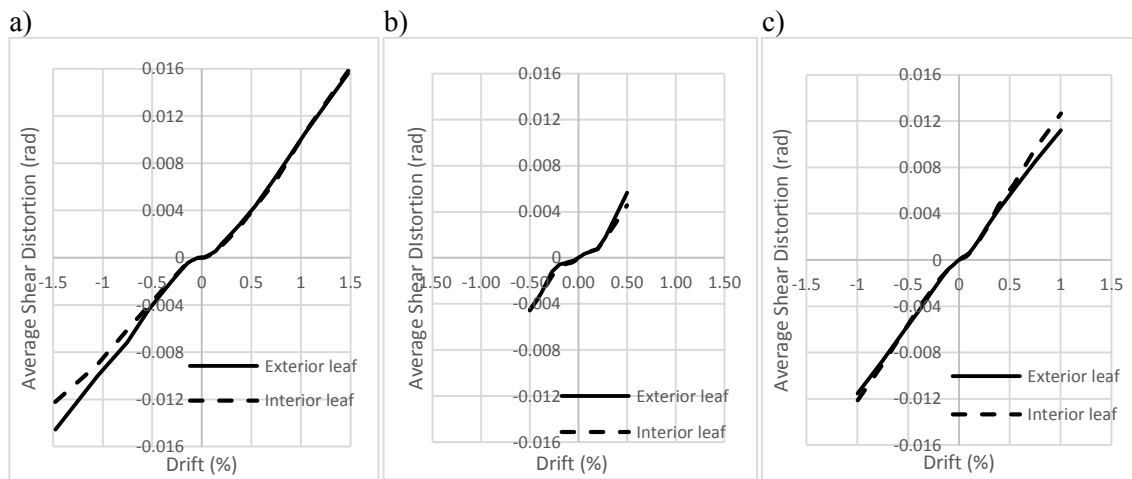 a)
Average Shear Distortion (rad)
0.016
0.012
0.008
0.004
0
-1.5 -1.0 -0.5 0 0.5 1.0 1.5
-0.004
-0.008
-0.012
-0.016
Exterior leaf
Interior leaf
Drift (%)
b)
Average Shear DIstortion (rad)
0.016
0.012
0.008
0.004
0
-1.50 -1.00 -0.50 0.00 0.50 1.00 1.50
-0.004
-0.008
-0.012
-0.016
Exterior leaf
Interior leaf
Drift (%)
c)
Average Shear Distortion (rad)
0.016
0.012
0.008
0.004
0
-1.5 -1.0 -0.5 0 0.5 1.0 1.5
-0.004
-0.008
-0.012
-0.016
Exterior leaf
Interior leaf
Drift (%)